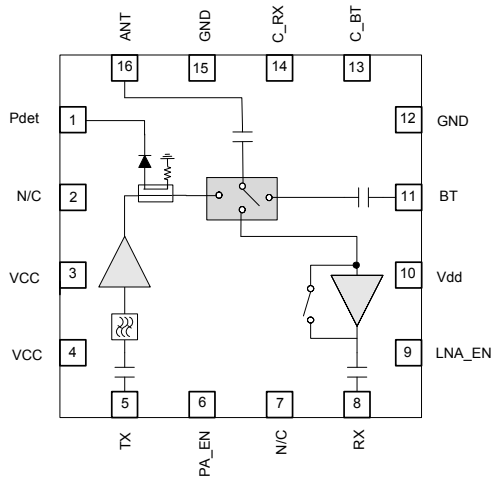 ANT
GND
C_RX
C_BT
16
15
14
13
Pdet
1
12
GND
N/C
2
11
BT
VCC
3
10
Vdd
VCC
4
9
LNA_EN
5
6
7
8
TX
PA_EN
N/C
RX